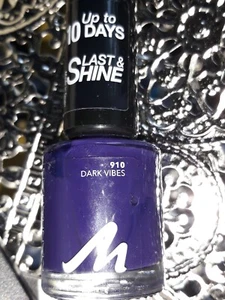 Up to
10 DAYS
LAST &
SHINE
910
DARK VIBES
M